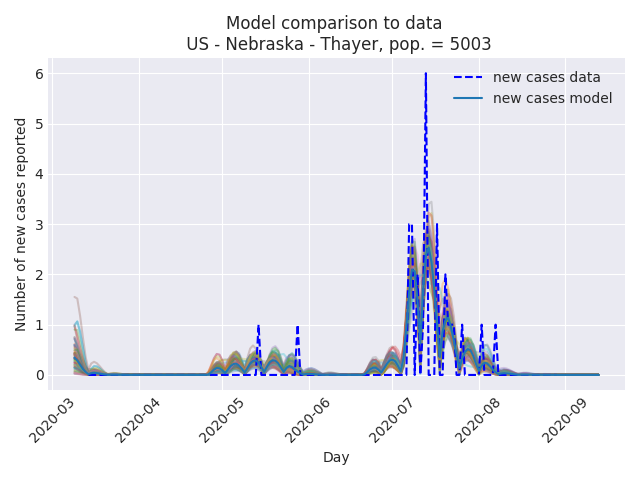 Model comparison to data
US - Nebraska - Thayer, pop. = 5003
new cases data
new cases model
Number of new cases reported
6
5
4
3
2
1
0
2020-03
2020-04
2020-05
2020-06
2020-07
2020-08
2020-09
Day